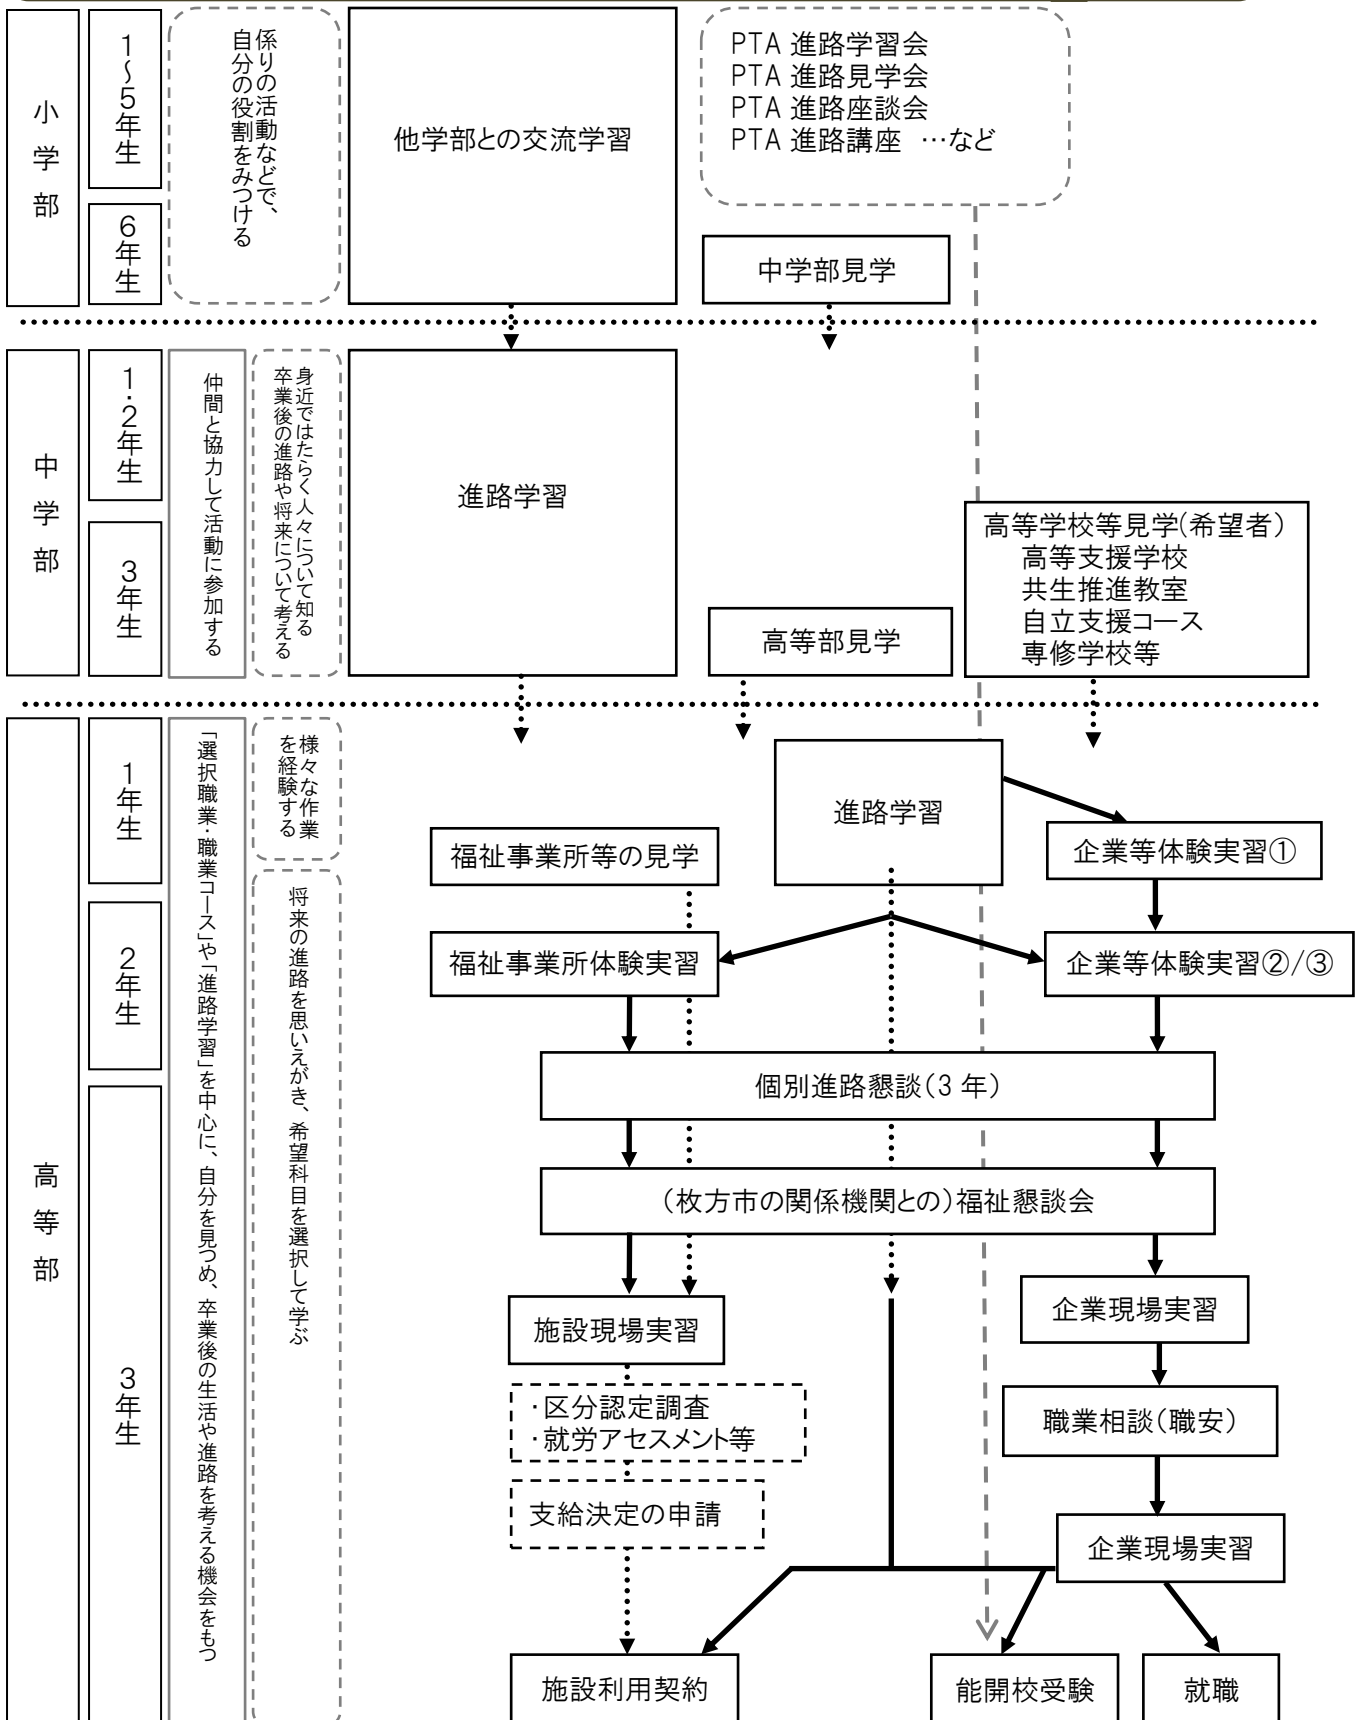 小学部
1～5年生
6年生
係りの活動などで、
自分の役割をみつける
他学部との交流学習
PTA 進路学習会
PTA 進路見学会
PTA 進路座談会
PTA 進路講座 …など
中学部見学
中学部
1・2年生
3年生
仲間と協力して活動に参加する
身近ではたらく人々について知る
卒業後の進路や将来について考える
進路学習
高等部見学
高等学校等見学(希望者)
高等支援学校
共生推進教室
自立支援コース
専修学校等
高等部
1年生
2年生
3年生
「選択職業・職業コース」や「進路学習」を中心に、自分を見つめ、卒業後の生活や進路を考える機会をもつ
様々な作業
を経験する
将来の進路を思いえがき、希望科目を選択して学ぶ
進路学習
福祉事業所等の見学
企業等体験実習①
福祉事業所体験実習
企業等体験実習②/③
個別進路懇談(3 年)
(枚方市の関係機関との)福祉懇談会
施設現場実習
企業現場実習
・区分認定調査
・就労アセスメント等
職業相談(職安)
支給決定の申請
企業現場実習
施設利用契約
能開校受験
就職